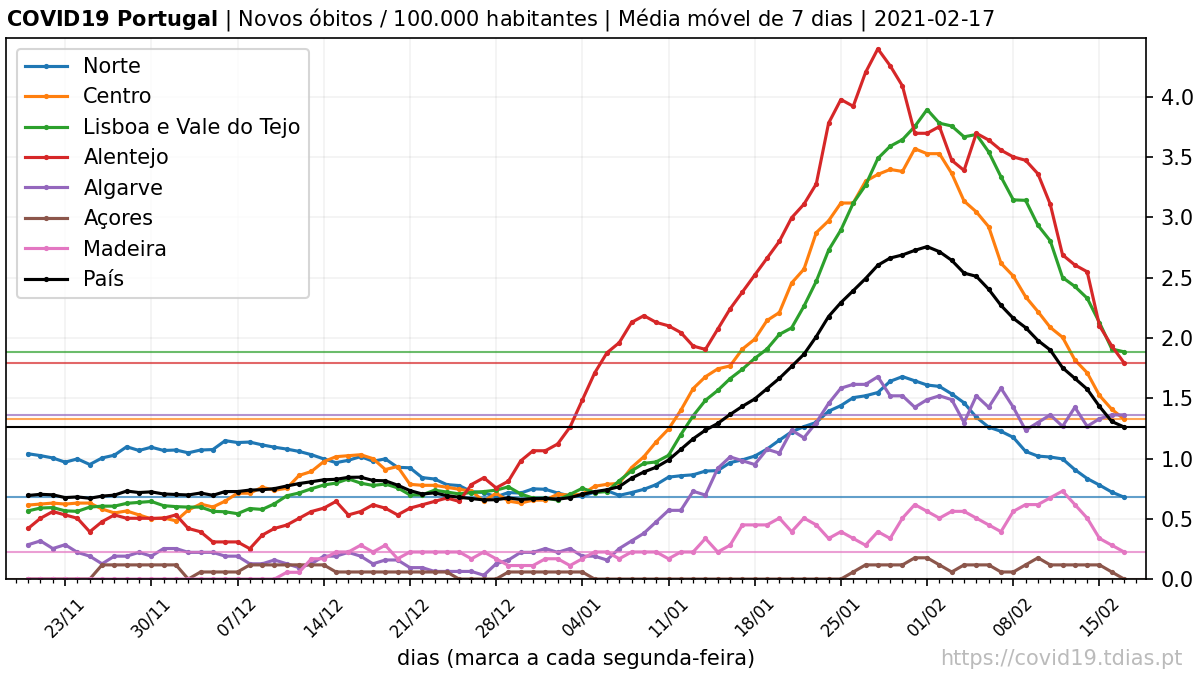 COVID19 Portugal | Novos óbitos / 100.000 habitantes | Média móvel de 7 dias | 2021-02-17
Norte
Centro
Lisboa e Vale do Tejo
Alentejo
Algarve
Açores
Madeira
País
4.0
3.5
3.0
2.5
2.0
1.5
1.0
0.5
0.0
23/11 30/11 07/12 14/12 21/12 28/12 04/01 11/01 18/01 25/01 01/02 08/02 15/02
dias (marca a cada segunda-feira)
https://covid19.tdias.pt